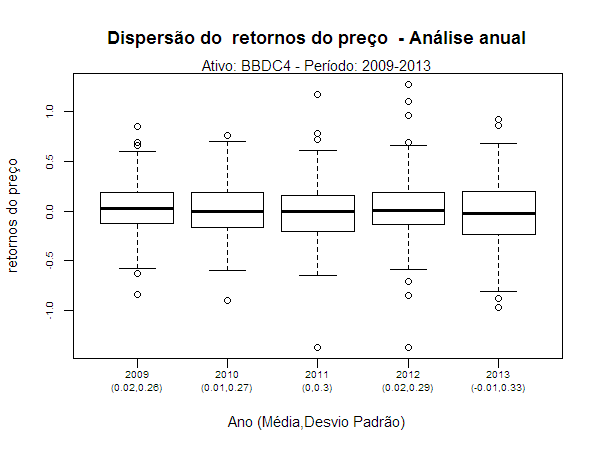 Dispersão do  retornos do preço  - Análise anual
Ativo: BBDC4 - Período: 2009-2013
retornos do preço
1.0
0.5
0.0
-0.5
-1.0
2009 2010 2011 2012 2013
(0.02,0.26) (0.01,0.27) (0,0.3) (0.02,0.29) (-0.01,0.33)
Ano (Média,Desvio Padrão)